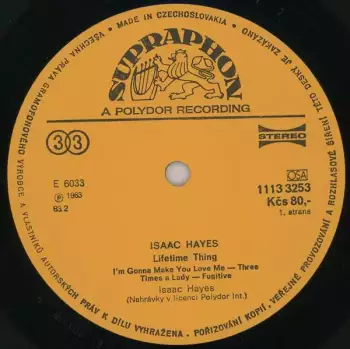 MADE IN CZECHOSLOVAKIA • VŠECHNA PRÁVA GRAMOFONOVÉHO VÝROBCE A VLASTNÍKŮ AUTORSKÝCH PRÁV K DÍLU VYHRAŽENA. POŘIZOVÁNÍ KOPIÍ, VEŘEJNÉ PROVOZOVÁNÍ A ROZHLASOVÉ ŠÍŘENÍ TÉTO DESKY JE ZAKÁZÁNO
SUPRAPHON
A POLYDOR RECORDING
33
STEREO
E 6033
℗ 1983
83.2
OSA
1113 3253
Kčs 80,-
1. strana
ISAAC HAYES
Lifetime Thing
I'm Gonna Make You Love Me — Three
Times a Lady — Fugitive
Isaac Hayes
(Nahrávky v licenci Polydor Int.)